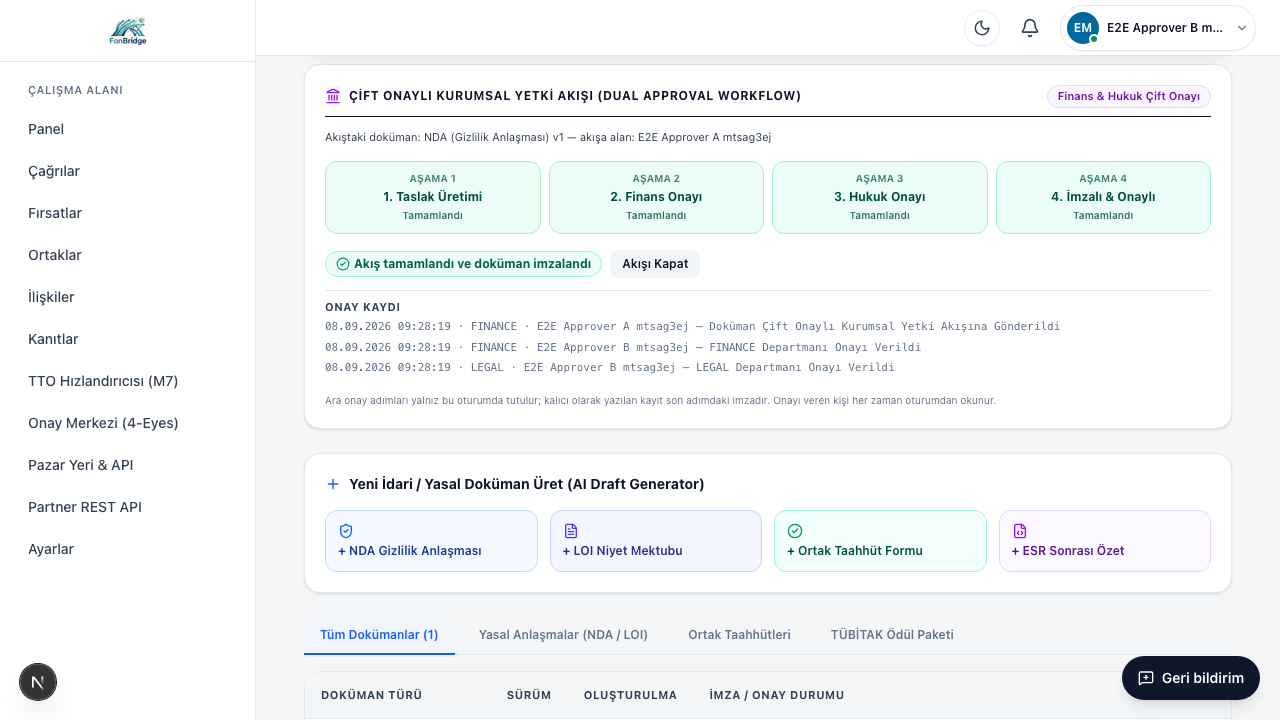 FonBridge
EM
E2E Approver B m...
ÇALIŞMA ALANI
Panel
Çağrılar
Fırsatlar
Ortaklar
İlişkiler
Kanıtlar
TTO Hızlandırıcısı (M7)
Onay Merkezi (4-Eyes)
Pazar Yeri & API
Partner REST API
Ayarlar
N
ÇİFT ONAYLI KURUMSAL YETKİ AKIŞI (DUAL APPROVAL WORKFLOW)
Finans & Hukuk Çift Onayı
Akıştaki doküman: NDA (Gizlilik Anlaşması) v1 — akışa alan: E2E Approver A mtsag3ej
AŞAMA 1
1. Taslak Üretimi
Tamamlandı
AŞAMA 2
2. Finans Onayı
Tamamlandı
AŞAMA 3
3. Hukuk Onayı
Tamamlandı
AŞAMA 4
4. İmzalı & Onaylı
Tamamlandı
Akış tamamlandı ve doküman imzalandı
Akışı Kapat
ONAY KAYDI
08.09.2026 09:28:19 · FINANCE · E2E Approver A mtsag3ej — Doküman Çift Onaylı Kurumsal Yetki Akışına Gönderildi
08.09.2026 09:28:19 · FINANCE · E2E Approver B mtsag3ej — FINANCE Departmanı Onayı Verildi
08.09.2026 09:28:19 · LEGAL · E2E Approver B mtsag3ej — LEGAL Departmanı Onayı Verildi
Ara onay adımları yalnız bu oturumda tutulur; kalıcı olarak yazılan kayıt son adımdaki imzadır. Onayı veren kişi her zaman oturumdan okunur.
Yeni İdari / Yasal Doküman Üret (AI Draft Generator)
+ NDA Gizlilik Anlaşması
+ LOI Niyet Mektubu
+ Ortak Taahhüt Formu
+ ESR Sonrası Özet
Tüm Dokümanlar (1)
Yasal Anlaşmalar (NDA / LOI)
Ortak Taahhütleri
TÜBİTAK Ödül Paketi
DOKÜMAN TÜRÜ
SÜRÜM
OLUŞTURULMA
İMZA / ONAY DURUMU
Geri bildirim